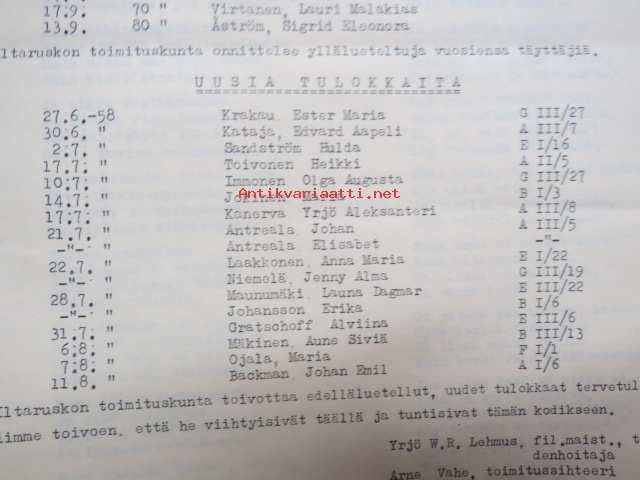 17.9. 70 " Virtanen, Lauri Malakias
13.9. 80 " Åström, Sigrid Eleonora
ltaruskon toimituskunta onnittelee yllälueteltuja vuosiensa täyttäjiä.
UUSIA TULOKKAITA
27.6.-58 Krakau Ester Maria G III/27
30.6. " Kataja, Edvard Aapeli A III/7
2.7. " Sandström Hulda E I/16
17.7. " Toivonen Heikki A II/5
10.7. " Immonen Olga Augusta G III/27
14.7. " Maria B I/3
Antikvariaatti.net
17.7. " Kanerva Yrjö Aleksanteri A III/8
21.7. " Antreala Johan A III/5
-"- " Antreala Elisabet -"-
22.7. " Laakkonen, Anna Maria E I/22
-"- " Niemelä, Jenny Alma G III/19
28.7. " Maunumäki Launa Dagmar E III/22
-"- " Johansson Erika B I/6
31.7. " Gratschoff Alviina E III/6
6.8. " Mäkinen, Aune Siviä B III/13
7.8. " Ojala, Maria F I/1
11.8. " Backman Johan Emil A I/6
ltaruskon toimituskunta toivottaa edellä­luetellut, uudet tulokkaat tervetul
limme toivoen, että he viihtyisivät täällä ja tuntisivat tämän kodikseen.
Yrjö W.R. Lehmus, fil.maist., t
denhoitaja
Arne Vahe, toimitussihteeri